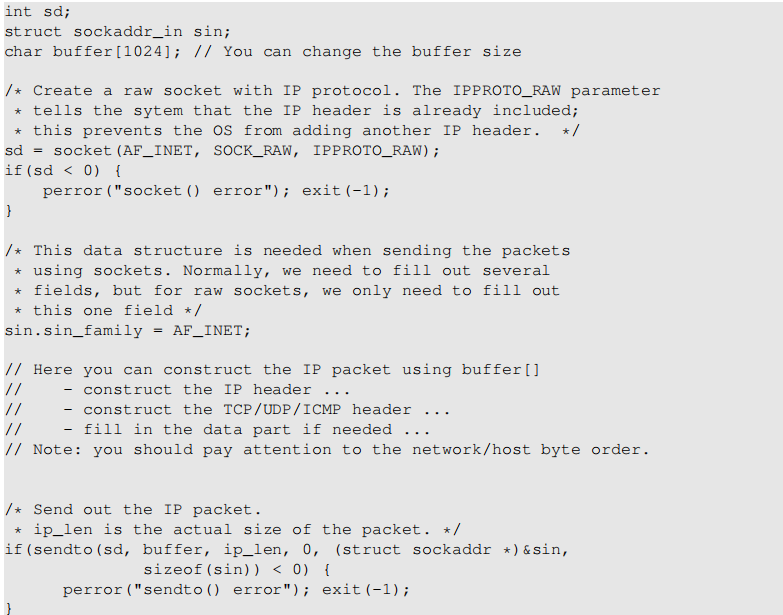 int sd;
struct sockaddr_in sin;
char buffer[1024]; // You can change the buffer size

/* Create a raw socket with IP protocol. The IPPROTO_RAW parameter
 * tells the sytem that the IP header is already included;
 * this prevents the OS from adding another IP header.  */
sd = socket(AF_INET, SOCK_RAW, IPPROTO_RAW);
if(sd < 0) {
    perror("socket() error"); exit(-1);
}

/* This data structure is needed when sending the packets
 * using sockets. Normally, we need to fill out several
 * fields, but for raw sockets, we only need to fill out
 * this one field */
sin.sin_family = AF_INET;

// Here you can construct the IP packet using buffer[]
//    - construct the IP header ...
//    - construct the TCP/UDP/ICMP header ...
//    - fill in the data part if needed ...
// Note: you should pay attention to the network/host byte order.


/* Send out the IP packet.
 * ip_len is the actual size of the packet. */
if(sendto(sd, buffer, ip_len, 0, (struct sockaddr *)&sin,
              sizeof(sin)) < 0) {
      perror("sendto() error"); exit(-1);
}